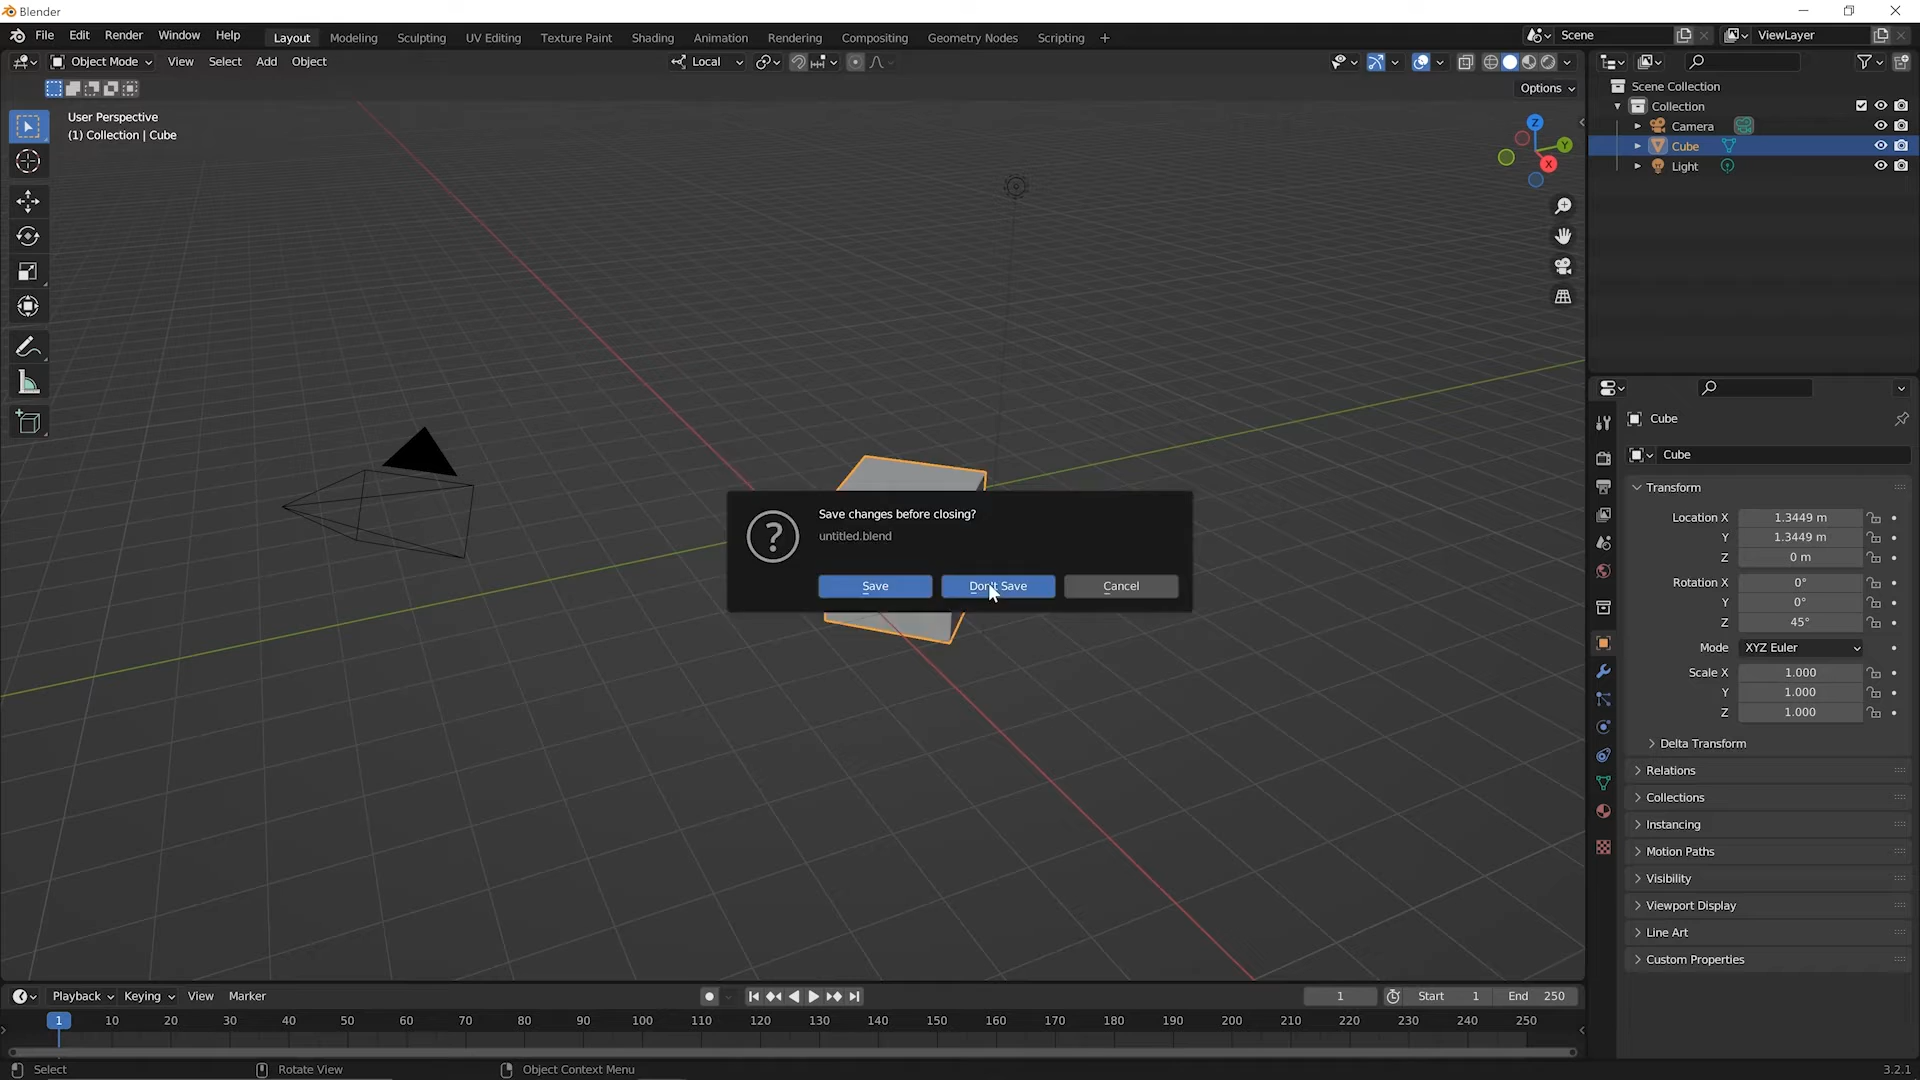 Blender
File Edit Render Window Help Layout Modeling Sculpting UV Editing Texture Paint Shading Animation Rendering Compositing Geometry Nodes Scripting + Scene ViewLayer
Object Mode View Select Add Object Local
Options
User Perspective
(1) Collection | Cube
Z
Y
X
Scene Collection
Collection
Camera
Cube
Light
Save changes before closing?
untitled.blend
Save Don't Save Cancel
Cube
Cube
Transform
Location X 1.3449 m
Y 1.3449 m
Z 0 m
Rotation X 0°
Y 0°
Z 45°
Mode XYZ Euler
Scale X 1.000
Y 1.000
Z 1.000
Delta Transform
Relations
Collections
Instancing
Motion Paths
Visibility
Viewport Display
Line Art
Custom Properties
Playback Keying View Marker 1 Start 1 End 250
1 10 20 30 40 50 60 70 80 90 100 110 120 130 140 150 160 170 180 190 200 210 220 230 240 250
Select Rotate View Object Context Menu 3.2.1